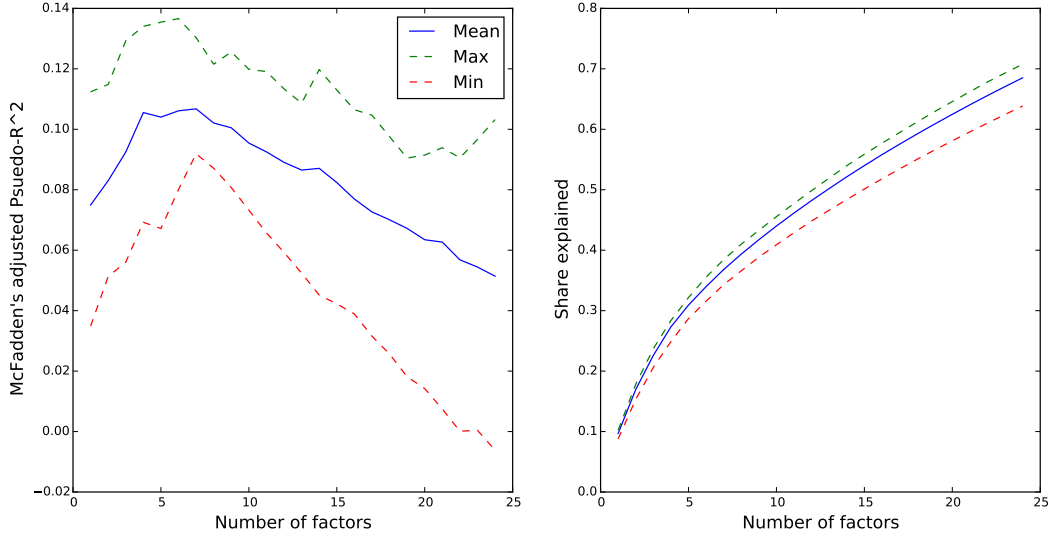 0.14
0.12
0.10
0.08
0.06
0.04
0.02
0.00
−0.02
McFadden's adjusted Psuedo-R^2
0 5 10 15 20 25
Number of factors
Mean
Max
Min
0.8
0.7
0.6
0.5
0.4
0.3
0.2
0.1
0.0
Share explained
0 5 10 15 20 25
Number of factors